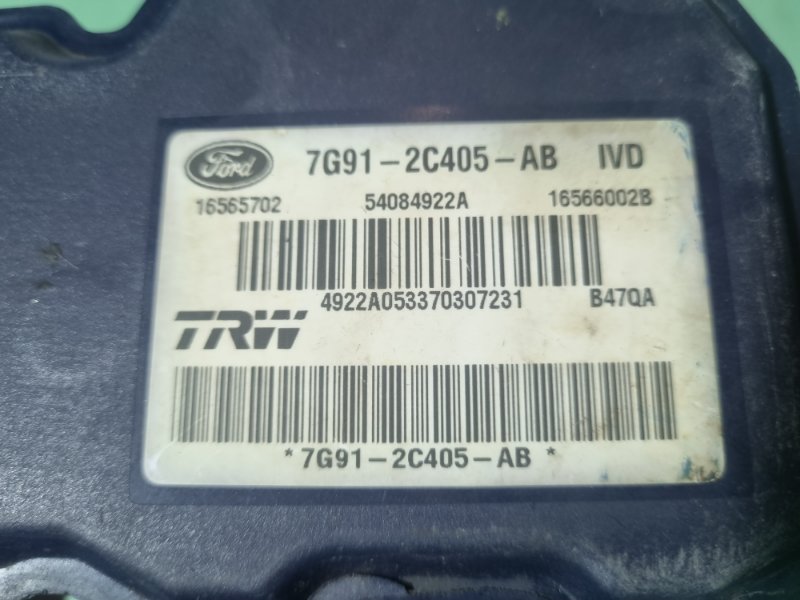 Ford 7G91-2C405-AB IVD
16565702 54084922A 16566002B
4922A053370307231 B47QA
TRW
*7G91-2C405-AB*